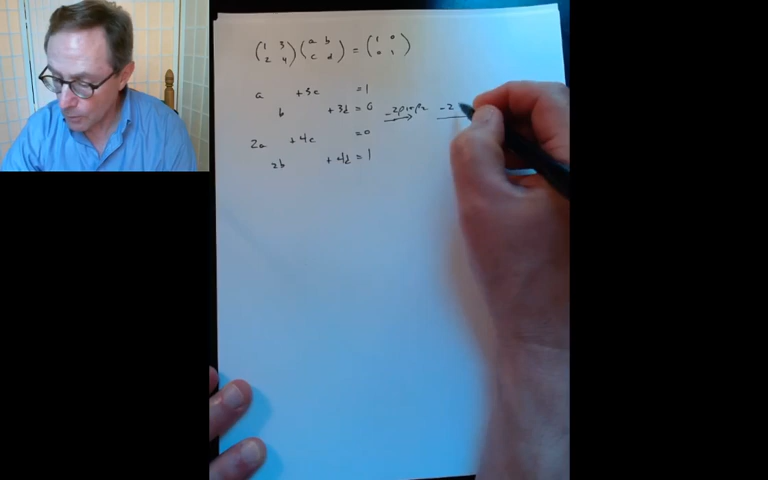 (1 3 2 4)(a b c d) = (1 0 0 1)
a +3c =1
b +3d = 0 -2ρ1+ρ2 -2
2a +4c =0
2b +4d = 1